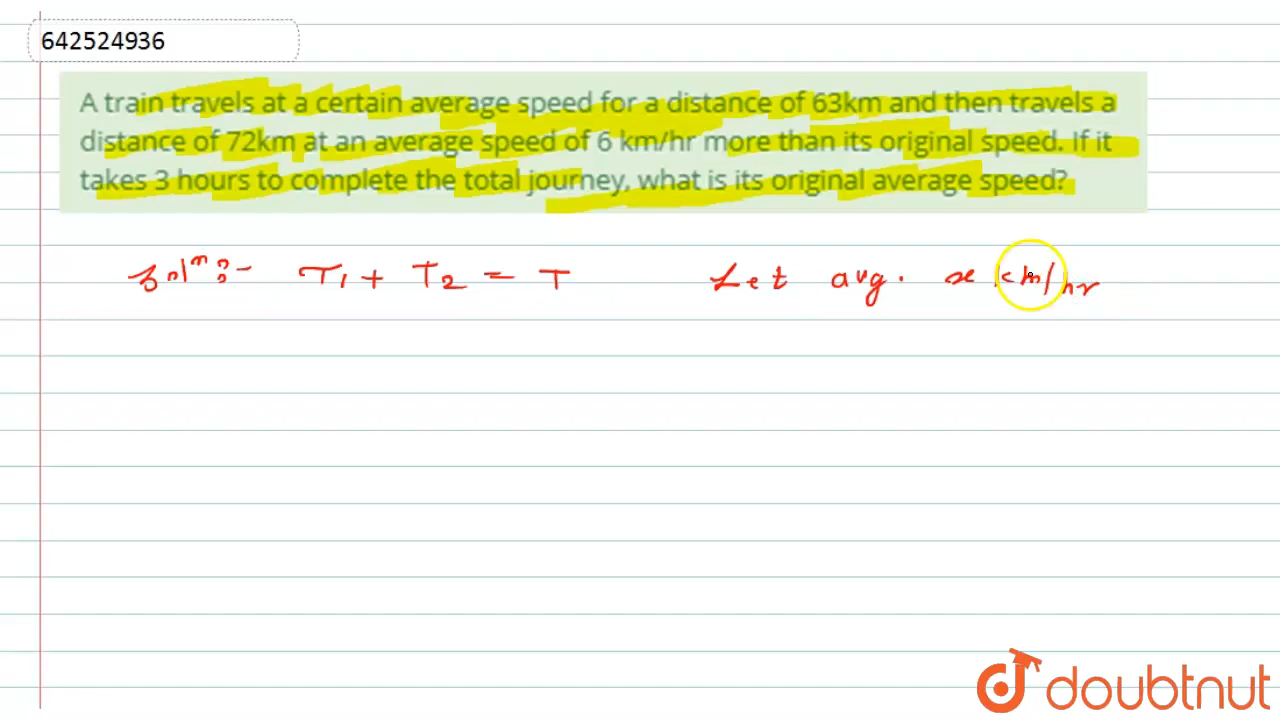 642524936
A train travels at a certain average speed for a distance of 63km and then travels a
distance of 72km at an average speed of 6 km/hr more than its original speed. If it
takes 3 hours to complete the total journey, what is its original average speed?
Solⁿ:- T₁ + T₂ = T Let avg. x km/hr
doubtnut